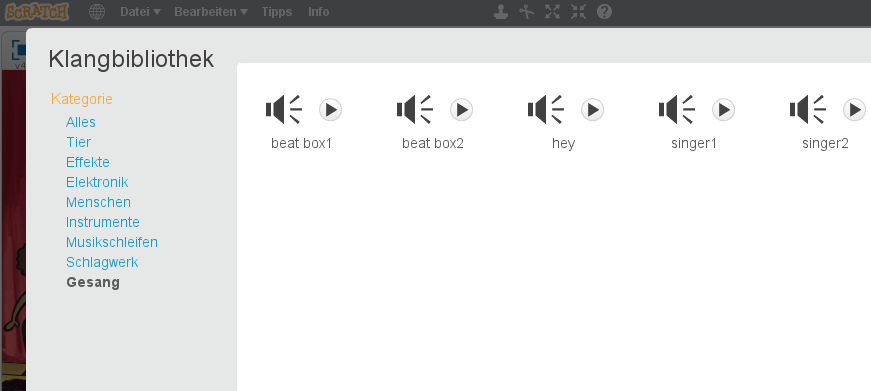 SCRATCH Datei Bearbeiten Tipps Info
Klangbibliothek
Kategorie
Alles
Tier
Effekte
Elektronik
Menschen
Instrumente
Musikschleifen
Schlagwerk
Gesang
beat box1 beat box2 hey singer1 singer2